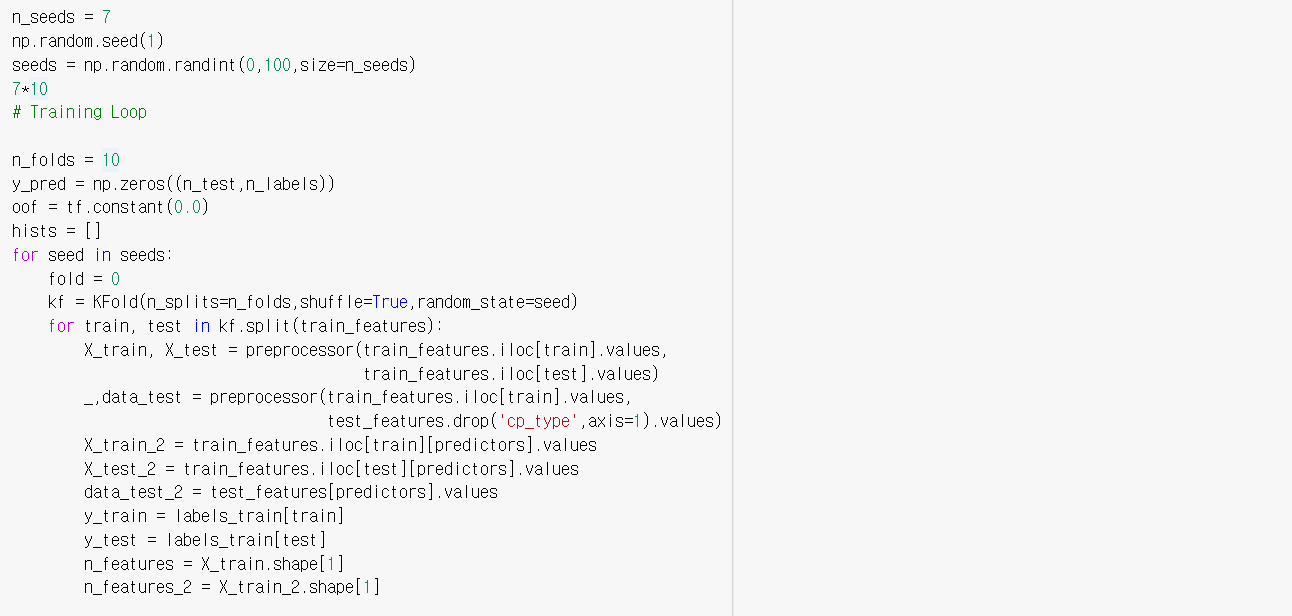 n_seeds = 7
np.random.seed(1)
seeds = np.random.randint(0,100,size=n_seeds)
7*10
# Training Loop
n_folds = 10
y_pred = np.zeros((n_test,n_labels))
oof = tf.constant(0.0)
hists = []
for seed in seeds:
    fold = 0
    kf = KFold(n_splits=n_folds,shuffle=True,random_state=seed)
    for train, test in kf.split(train_features):
        X_train, X_test = preprocessor(train_features.iloc[train].values,
                                       train_features.iloc[test].values)
        _,data_test = preprocessor(train_features.iloc[train].values,
                                   test_features.drop('cp_type',axis=1).values)
        X_train_2 = train_features.iloc[train][predictors].values
        X_test_2 = train_features.iloc[test][predictors].values
        data_test_2 = test_features[predictors].values
        y_train = labels_train[train]
        y_test = labels_train[test]
        n_features = X_train.shape[1]
        n_features_2 = X_train_2.shape[1]